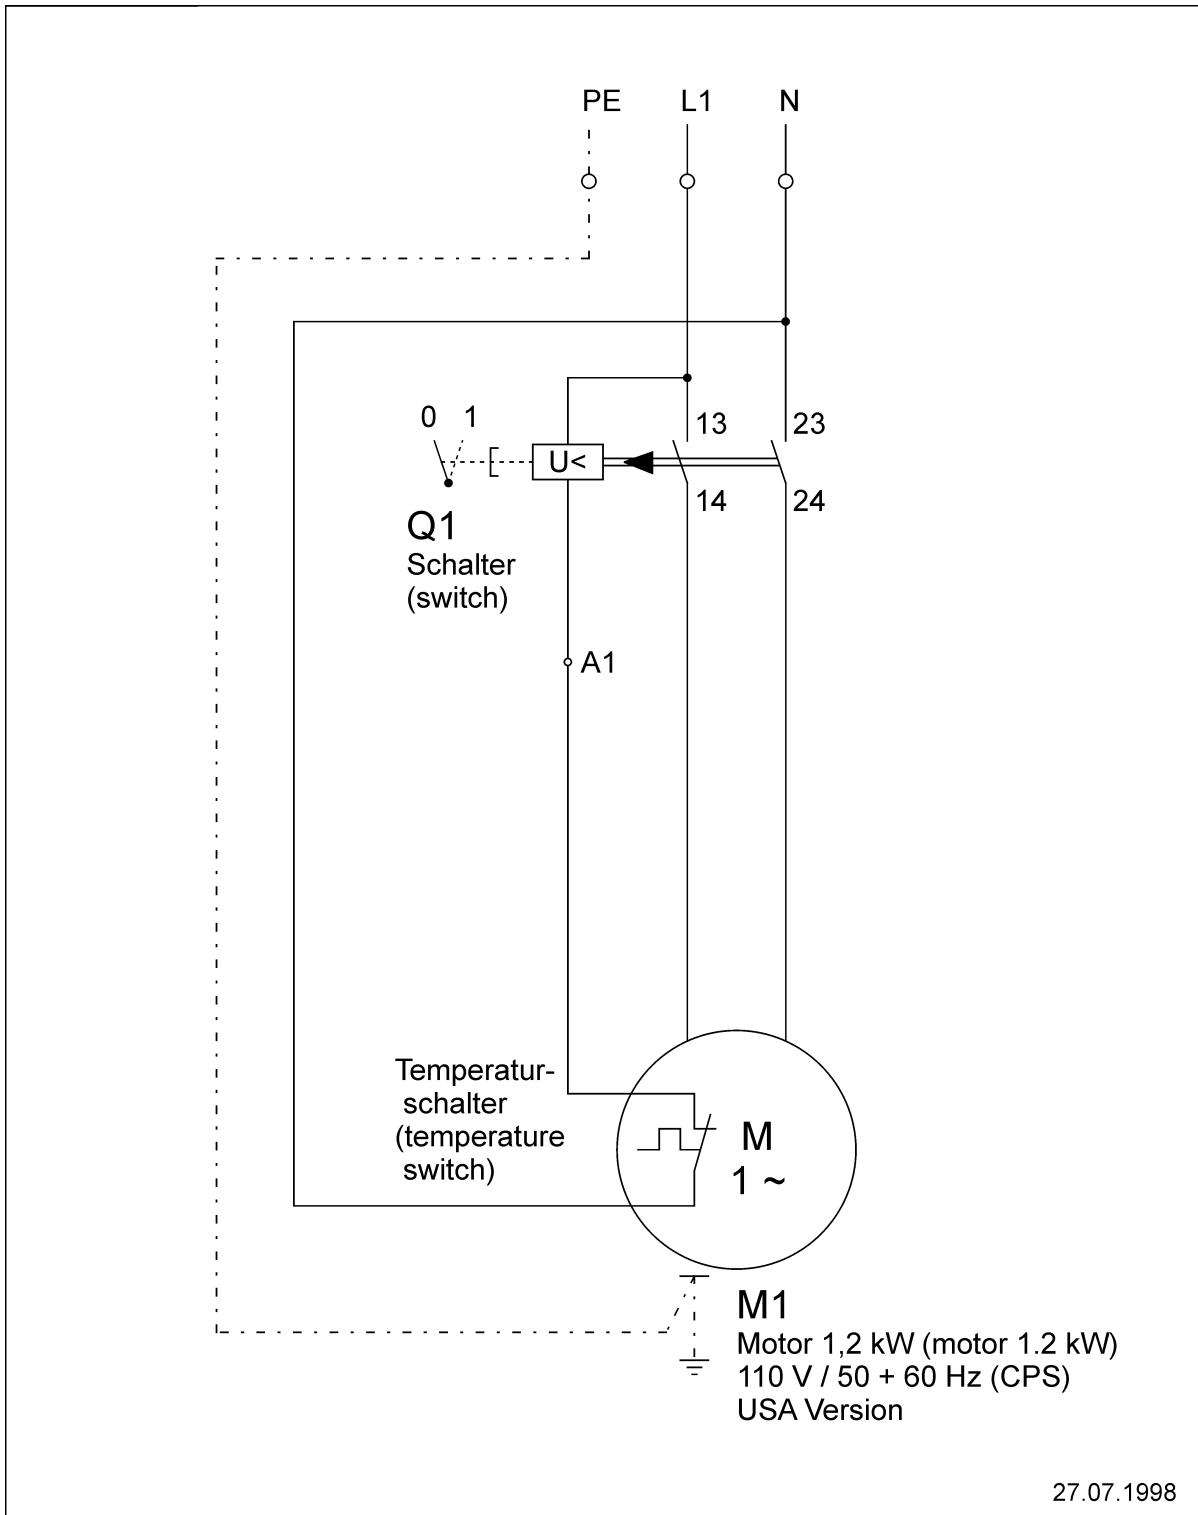 PE L1 N
0 1
13 23
U<
14 24
Q1
Schalter
(switch)
A1
Temperatur-
schalter
(temperature
switch)
M
1 ~
M1
Motor 1,2 kW (motor 1.2 kW)
110 V / 50 + 60 Hz (CPS)
USA Version
27.07.1998